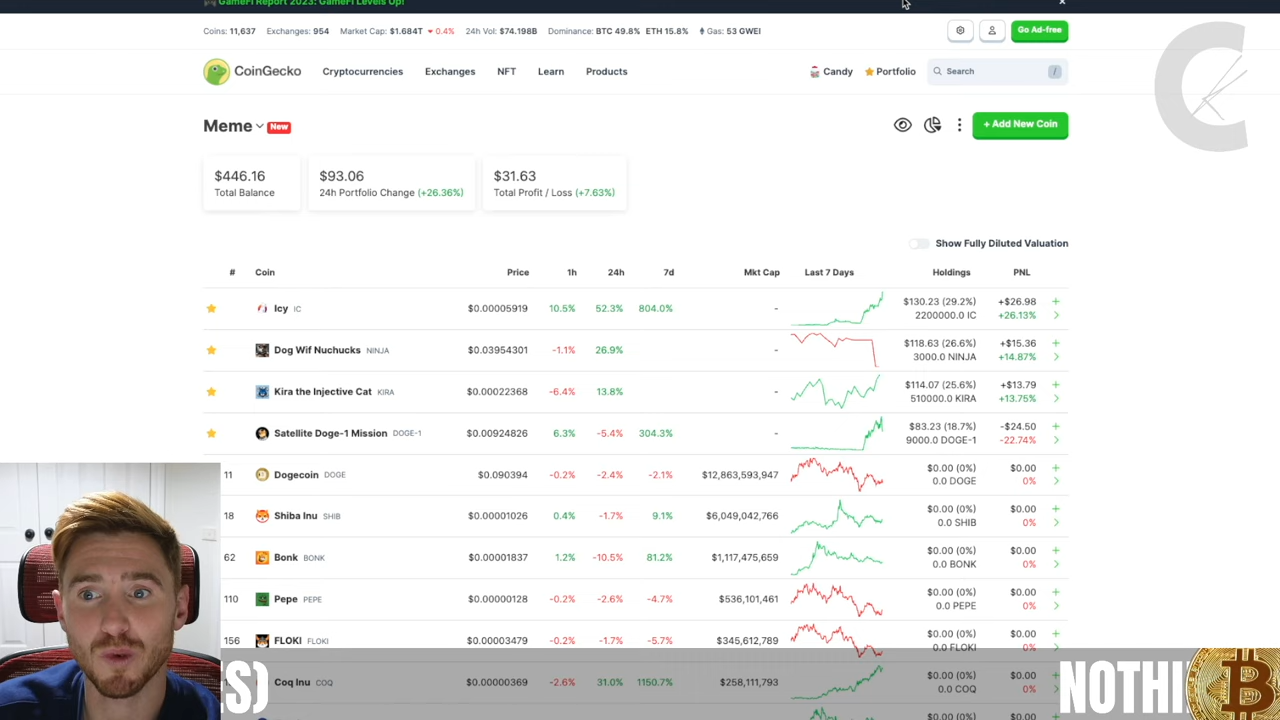 GameFi Report 2023: GameFi Levels Up!
Coins: 11,637 Exchanges: 954 Market Cap: $1.684T 0.4% 24h Vol: $74.198B Dominance: BTC 49.8% ETH 15.8% Gas: 53 GWEI
Go Ad-free
CoinGecko Cryptocurrencies Exchanges NFT Learn Products Candy Portfolio Search /
Meme New + Add New Coin
$446.16 $93.06 $31.63
Total Balance 24h Portfolio Change (+26.36%) Total Profit / Loss (+7.63%)
Show Fully Diluted Valuation
# Coin Price 1h 24h 7d Mkt Cap Last 7 Days Holdings PNL
Icy IC $0.00005919 10.5% 52.3% 804.0% - $130.23 (29.2%) +$26.98 +
2200000.0 IC +26.13%
Dog Wif Nuchucks NINJA $0.03954301 -1.1% 26.9% - $118.63 (26.6%) +$15.36 +
3000.0 NINJA +14.87%
Kira the Injective Cat KIRA $0.00022368 -6.4% 13.8% - $114.07 (25.6%) +$13.79 +
510000.0 KIRA +13.75%
Satellite Doge-1 Mission DOGE-1 $0.00924826 6.3% -5.4% 304.3% - $83.23 (18.7%) -$24.50 +
9000.0 DOGE-1 -22.74%
11 Dogecoin DOGE $0.090394 -0.2% -2.4% -2.1% $12,863,593,947 $0.00 (0%) $0.00 +
0.0 DOGE 0%
18 Shiba Inu SHIB $0.00001026 0.4% -1.7% 9.1% $6,049,042,766 $0.00 (0%) $0.00 +
0.0 SHIB 0%
62 Bonk BONK $0.00001837 1.2% -10.5% 81.2% $1,117,475,659 $0.00 (0%) $0.00 +
0.0 BONK 0%
110 Pepe PEPE $0.00000128 -0.2% -2.6% -4.7% $536,101,461 $0.00 (0%) $0.00 +
0.0 PEPE 0%
156 FLOKI FLOKI $0.00003479 -0.2% -1.7% -5.7% $345,612,789 $0.00 (0%) $0.00 +
0.0 FLOKI 0%
Coq Inu COQ $0.00000369 -2.6% 31.0% 1150.7% $258,111,793 $0.00 (0%) $0.00 +
0.0 COQ 0%
S) NOTHI